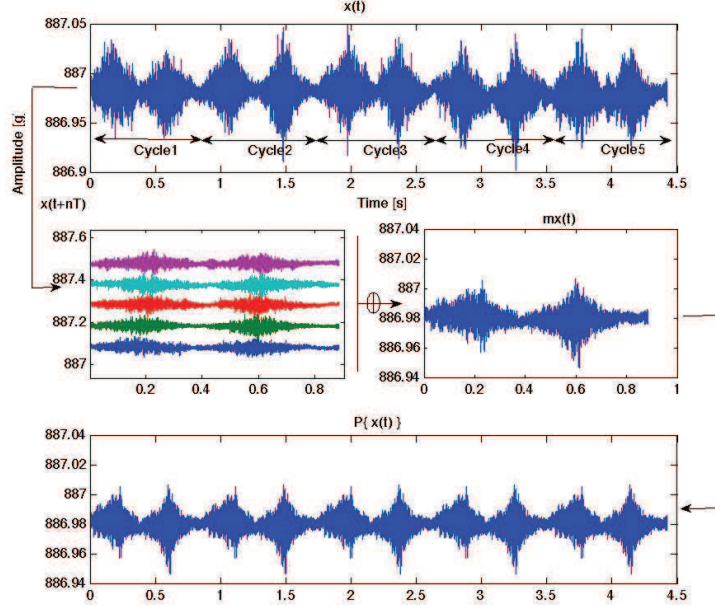 x(t)
887.05
887
886.95
886.9
Amplitude [g]
Cycle1 Cycle2 Cycle3 Cycle4 Cycle5
0 0.5 1 1.5 2 2.5 3 3.5 4 4.5
Time [s]
x(t+nT)
887.6
887.4
887.2
887
0.2 0.4 0.6 0.8
mx(t)
887.04
887.02
887
886.98
886.96
886.94
0 0.2 0.4 0.6 0.8 1
P{ x(t) }
887.04
887.02
887
886.98
886.96
886.94
0 0.5 1 1.5 2 2.5 3 3.5 4 4.5